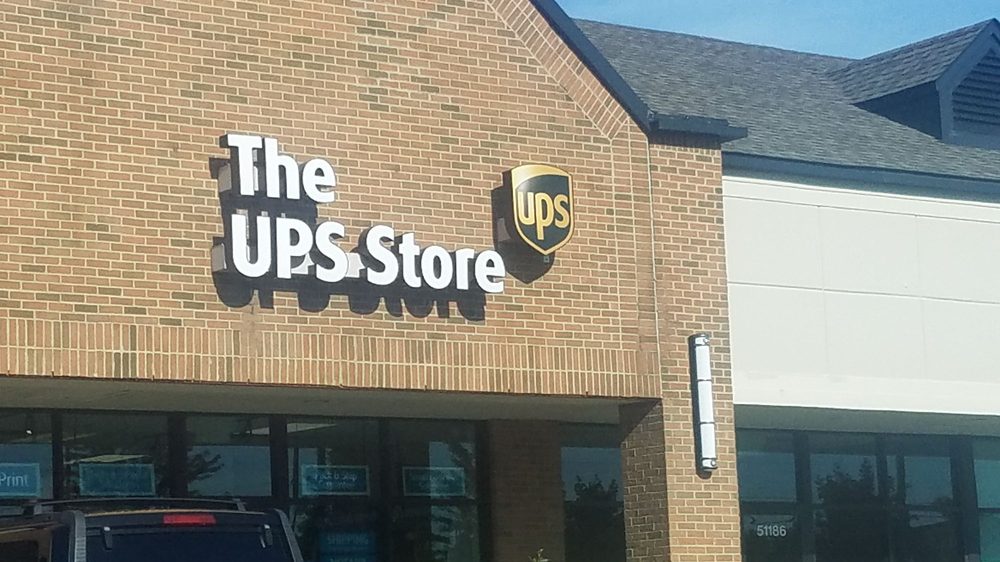 The
UPS Store
ups
Print
51186